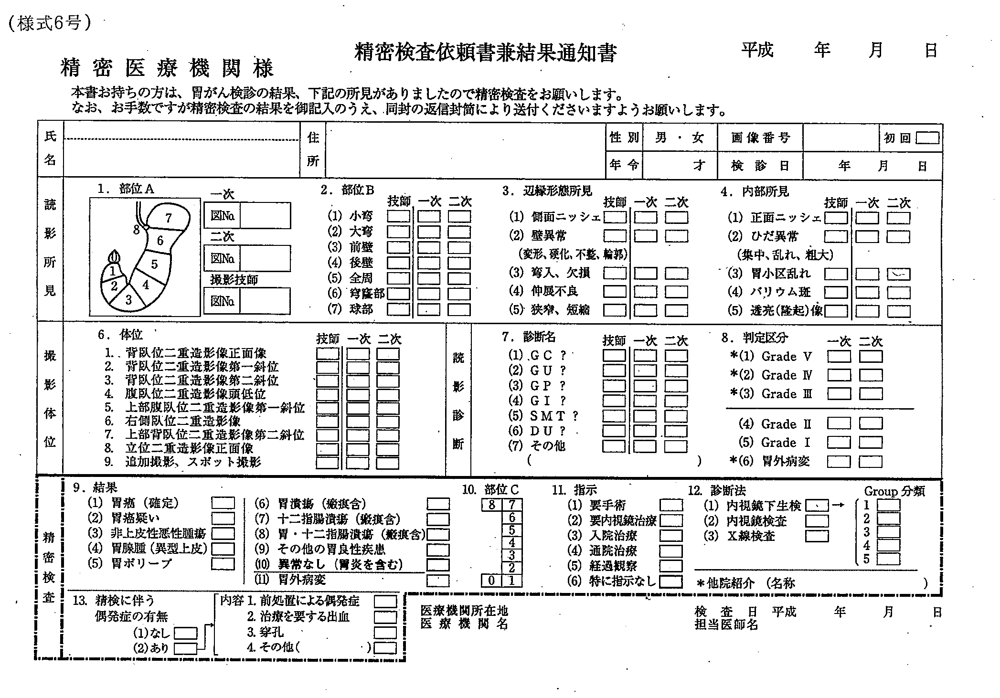 (様式6号)
精密検査依頼書兼結果通知書
平成 年 月 日
精密医療機関様
本書お持ちの方は、胃がん検診の結果、下記の所見がありましたので精密検査をお願いします。
なお、お手数ですが精密検査の結果を御記入のうえ、同封の返信封筒により送付くださいますようお願いします。
氏名
住所
性別 男・女 画像番号 初回
年令 才 検診日 年 月 日
読影所見
1. 部位A
7
8
6
0
5
1
2
4
3
一次
図No.
二次
図No.
撮影技師
図No.
2. 部位B
技師 一次 二次
(1) 小弯
(2) 大弯
(3) 前壁
(4) 後壁
(5) 全周
(6) 穹窿部
(7) 球部
3. 辺縁形態所見
技師 一次 二次
(1) 側面ニッシェ
(2) 壁異常
(変形、硬化、不整、輪郭)
(3) 弯入、欠損
(4) 伸展不良
(5) 狭窄、短縮
4. 内部所見
技師 一次 二次
(1) 正面ニッシェ
(2) ひだ異常
(集中、乱れ、粗大)
(3) 胃小区乱れ
(4) バリウム斑
(5) 透亮(隆起)像
撮影体位
6. 体位
技師 一次 二次
1. 背臥位二重造影像正面像
2. 背臥位二重造影像第一斜位
3. 背臥位二重造影像第二斜位
4. 腹臥位二重造影像頭低位
5. 上部腹臥位二重造影像第一斜位
6. 右側臥位二重造影像
7. 上部背臥位二重造影像第二斜位
8. 立位二重造影像正面像
9. 追加撮影、スポット撮影
読影診断
7. 診断名
技師 一次 二次
(1) GC ?
(2) GU ?
(3) GP ?
(4) GI ?
(5) SMT ?
(6) DU ?
(7) その他
( )
8. 判定区分
一次 二次
*(1) Grade Ⅴ
*(2) Grade Ⅳ
*(3) Grade Ⅲ
(4) Grade Ⅱ
(5) Grade Ⅰ
*(6) 胃外病変
精密検査
9. 結果
(1) 胃癌 (確定)
(2) 胃癌疑い
(3) 非上皮性悪性腫瘍
(4) 胃腺腫 (異型上皮)
(5) 胃ポリープ
(6) 胃潰瘍 (瘢痕含)
(7) 十二指腸潰瘍 (瘢痕含)
(8) 胃・十二指腸潰瘍 (瘢痕含)
(9) その他の胃良性疾患
(10) 異常なし (胃炎を含む)
(11) 胃外病変
10. 部位C
8 7
6
5
4
3
2
0 1
11. 指示
(1) 要手術
(2) 要内視鏡治療
(3) 入院治療
(4) 通院治療
(5) 経過観察
(6) 特に指示なし
12. 診断法
(1) 内視鏡下生検 →
(2) 内視鏡検査
(3) X線検査
Group 分類
1
2
3
4
5
*他院紹介 (名称 )
13. 精検に伴う
偶発症の有無
(1)なし
(2)あり
内容 1. 前処置による偶発症
2. 治療を要する出血
3. 穿孔
4. その他( )
医療機関所在地
医療機関名
検査日 平成 年 月 日
担当医師名